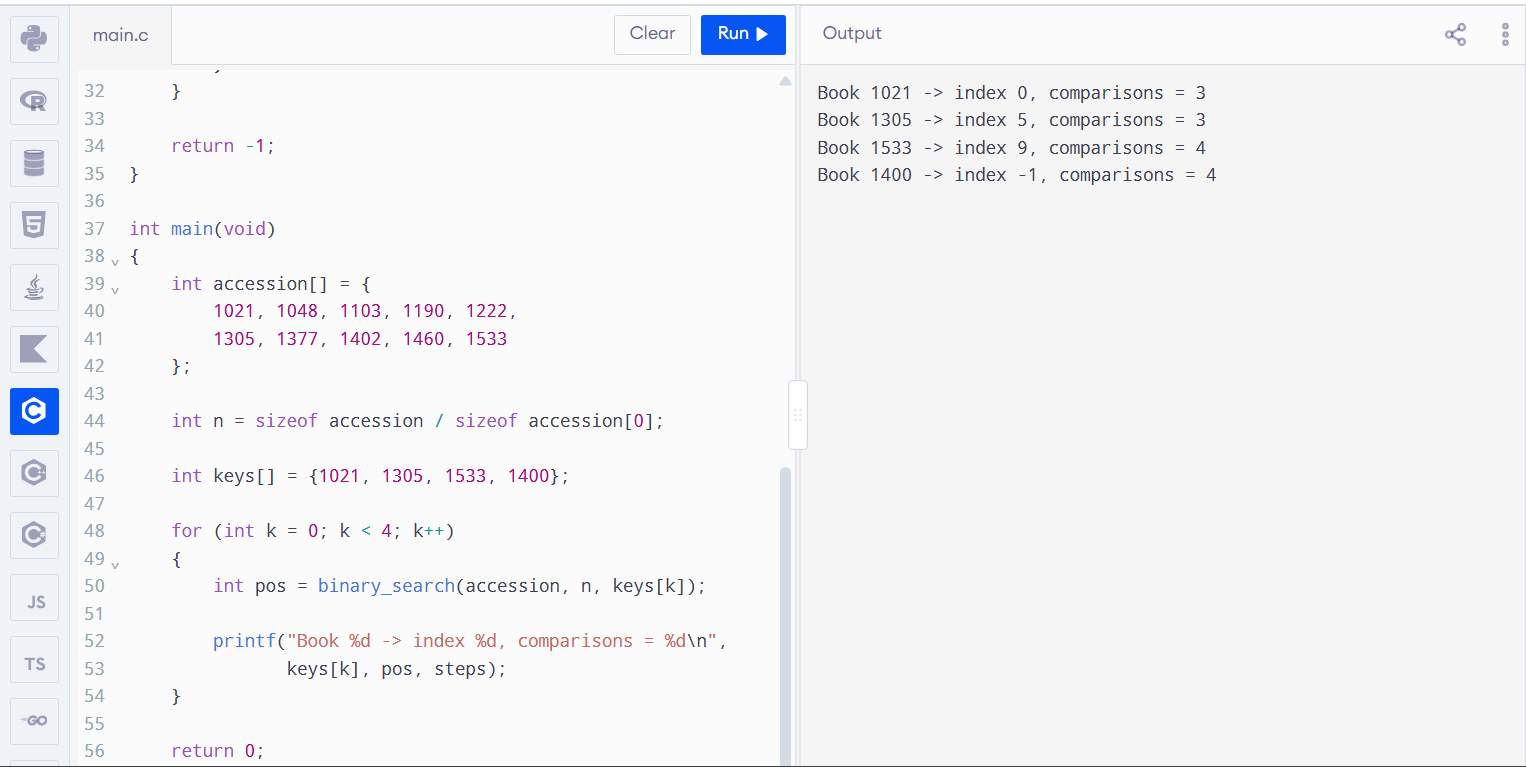 main.c
Clear
Run
Output
32 }
33
34 return -1;
35 }
36
37 int main(void)
38 {
39 int accession[] = {
40 1021, 1048, 1103, 1190, 1222,
41 1305, 1377, 1402, 1460, 1533
42 };
43
44 int n = sizeof accession / sizeof accession[0];
45
46 int keys[] = {1021, 1305, 1533, 1400};
47
48 for (int k = 0; k < 4; k++)
49 {
50 int pos = binary_search(accession, n, keys[k]);
51
52 printf("Book %d -> index %d, comparisons = %d\n",
53 keys[k], pos, steps);
54 }
55
56 return 0;
Book 1021 -> index 0, comparisons = 3
Book 1305 -> index 5, comparisons = 3
Book 1533 -> index 9, comparisons = 4
Book 1400 -> index -1, comparisons = 4
R
5
C
C
C
JS
TS
GO